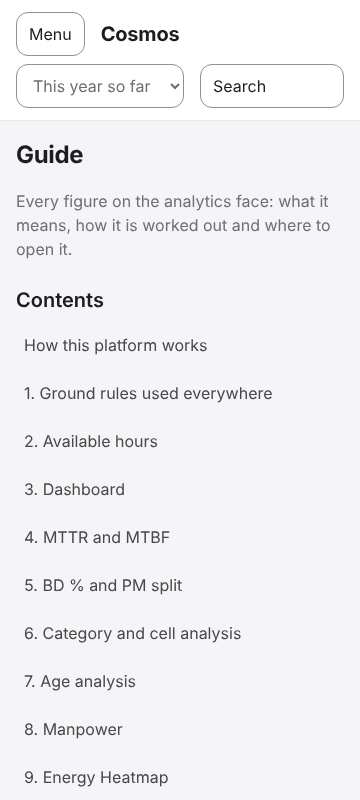 Menu
Cosmos
This year so far
Search
Guide
Every figure on the analytics face: what it
means, how it is worked out and where to
open it.
Contents
How this platform works
1. Ground rules used everywhere
2. Available hours
3. Dashboard
4. MTTR and MTBF
5. BD % and PM split
6. Category and cell analysis
7. Age analysis
8. Manpower
9. Energy Heatmap